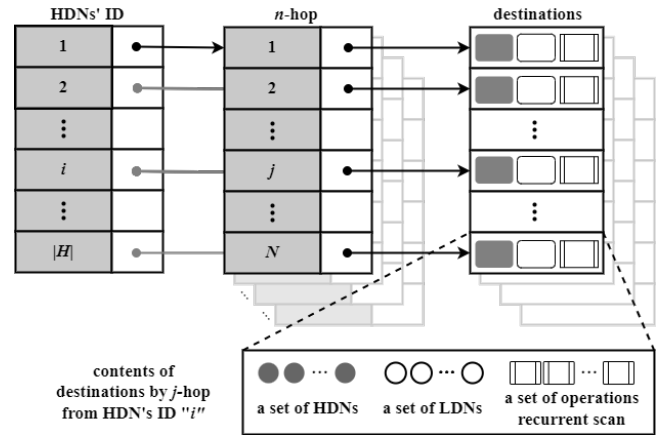 HDNs' ID
n-hop
destinations
1
1
2
2
⋮
⋮
⋮
i
j
⋮
⋮
⋮
|H|
N
...
...
contents of
destinations by j-hop
from HDN's ID "i"
...
a set of HDNs
...
a set of LDNs
...
a set of operations
recurrent scan